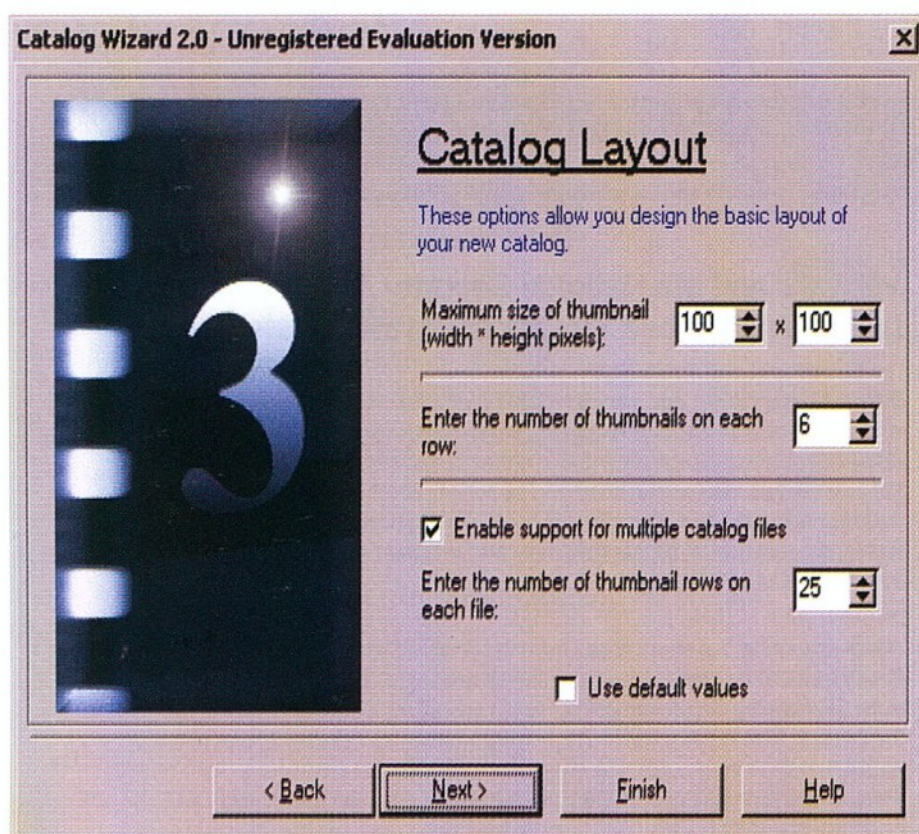 Catalog Wizard 2.0 - Unregistered Evaluation Version
3
Catalog Layout
These options allow you design the basic layout of
your new catalog.
Maximum size of thumbnail
(width * height pixels):
100 x 100
Enter the number of thumbnails on each
row:
6
Enable support for multiple catalog files
Enter the number of thumbnail rows on
each file:
25
Use default values
< Back
Next >
Finish
Help